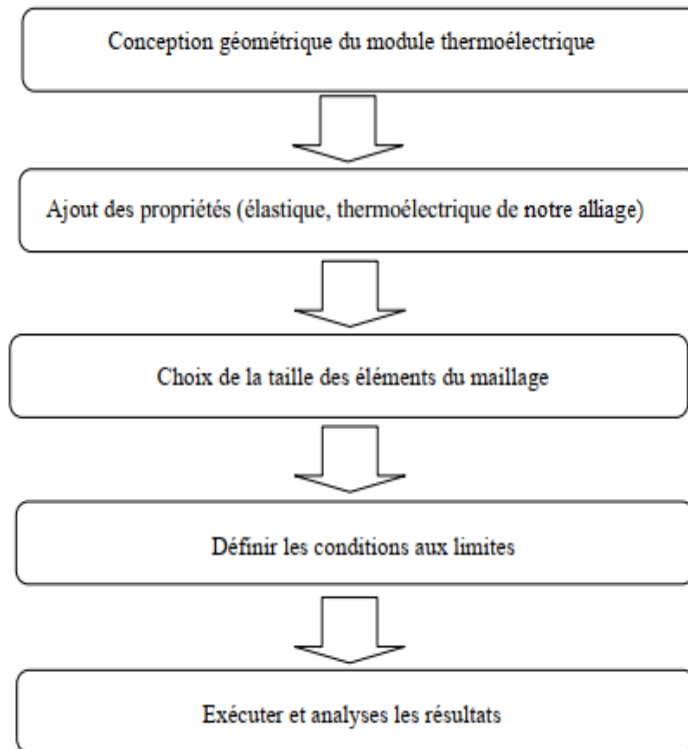 Conception géométrique du module thermoélectrique
Ajout des propriétés (élastique, thermoélectrique de notre alliage)
Choix de la taille des éléments du maillage
Définir les conditions aux limites
Exécuter et analyses les résultats